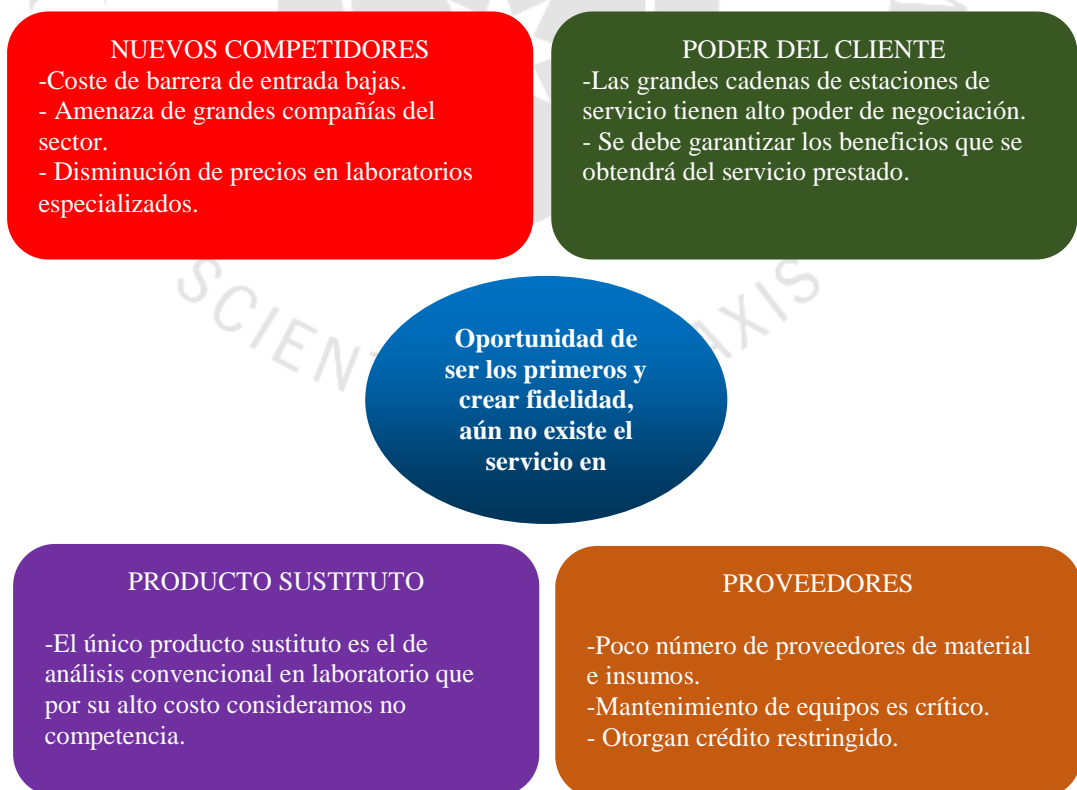 NUEVOS COMPETIDORES
-Coste de barrera de entrada bajas.
- Amenaza de grandes compañías del
sector.
- Disminución de precios en laboratorios
especializados.
PODER DEL CLIENTE
-Las grandes cadenas de estaciones de
servicio tienen alto poder de negociación.
- Se debe garantizar los beneficios que se
obtendrá del servicio prestado.
Oportunidad de
ser los primeros y
crear fidelidad,
aún no existe el
servicio en
PRODUCTO SUSTITUTO
-El único producto sustituto es el de
análisis convencional en laboratorio que
por su alto costo consideramos no
competencia.
PROVEEDORES
-Poco número de proveedores de material
e insumos.
-Mantenimiento de equipos es crítico.
- Otorgan crédito restringido.